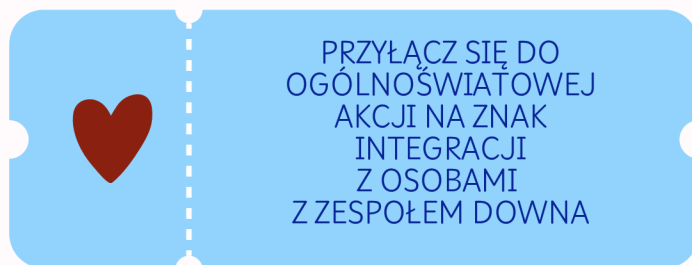 PRZYŁĄCZ SIĘ DO
OGÓLNOŚWIATOWEJ
AKCJI NA ZNAK
INTEGRACJI
Z OSOBAMI
Z ZESPOŁEM DOWNA